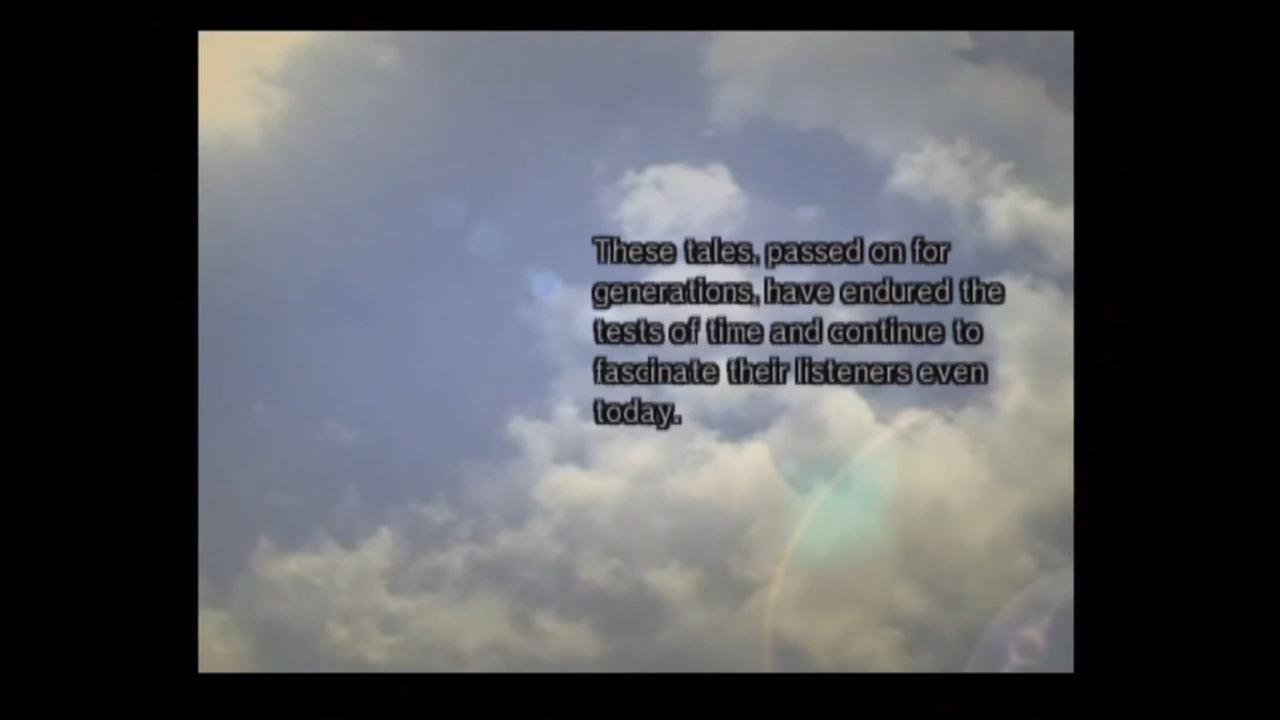 These tales, passed on for
generations, have endured the
tests of time and continue to
fascinate their listeners even
today.